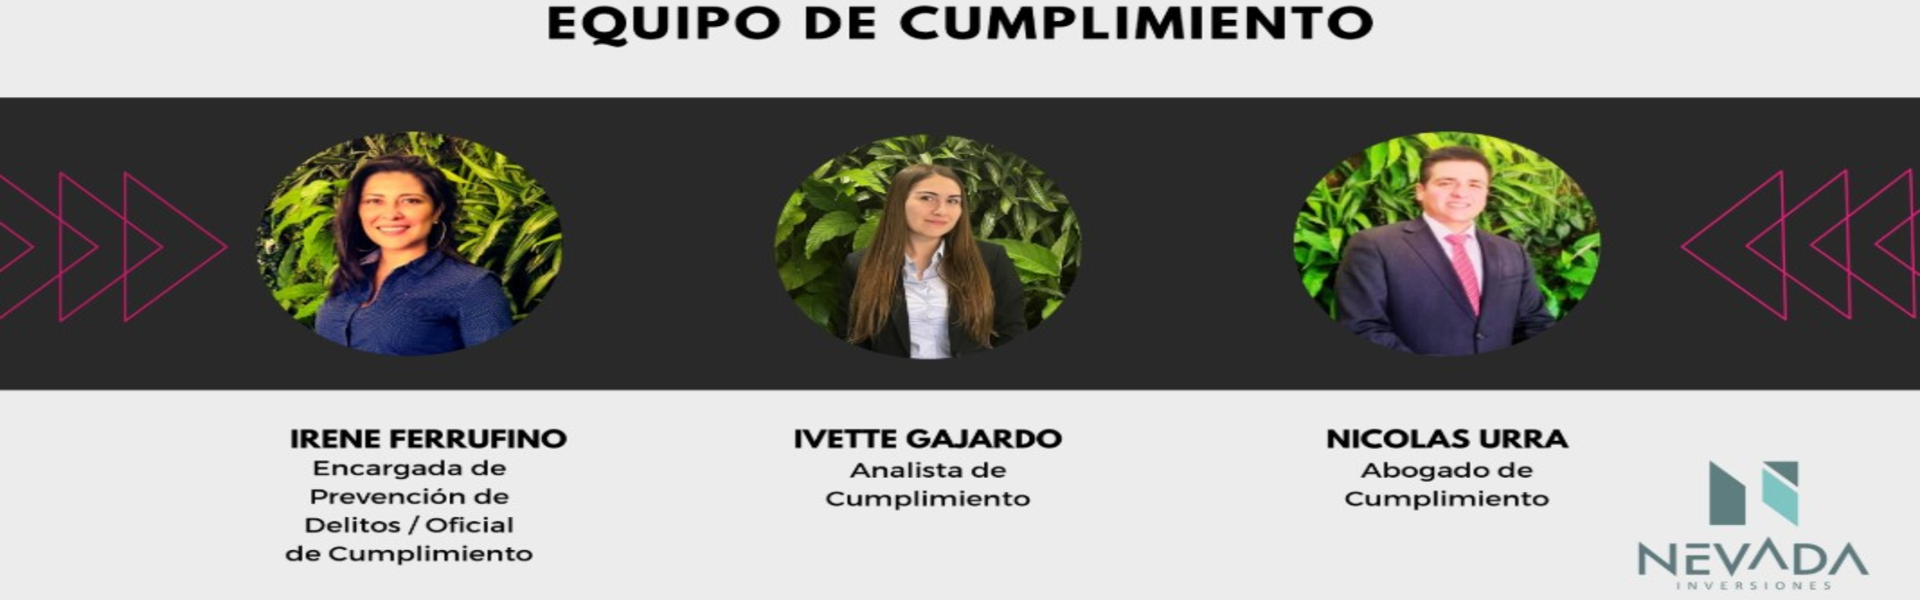 EQUIPO DE CUMPLIMIENTO
IRENE FERRUFINO
Encargada de
Prevención de
Delitos / Oficial
de Cumplimiento
IVETTE GAJARDO
Analista de
Cumplimiento
NICOLAS URRA
Abogado de
Cumplimiento
NEVADA
INVERSIONES